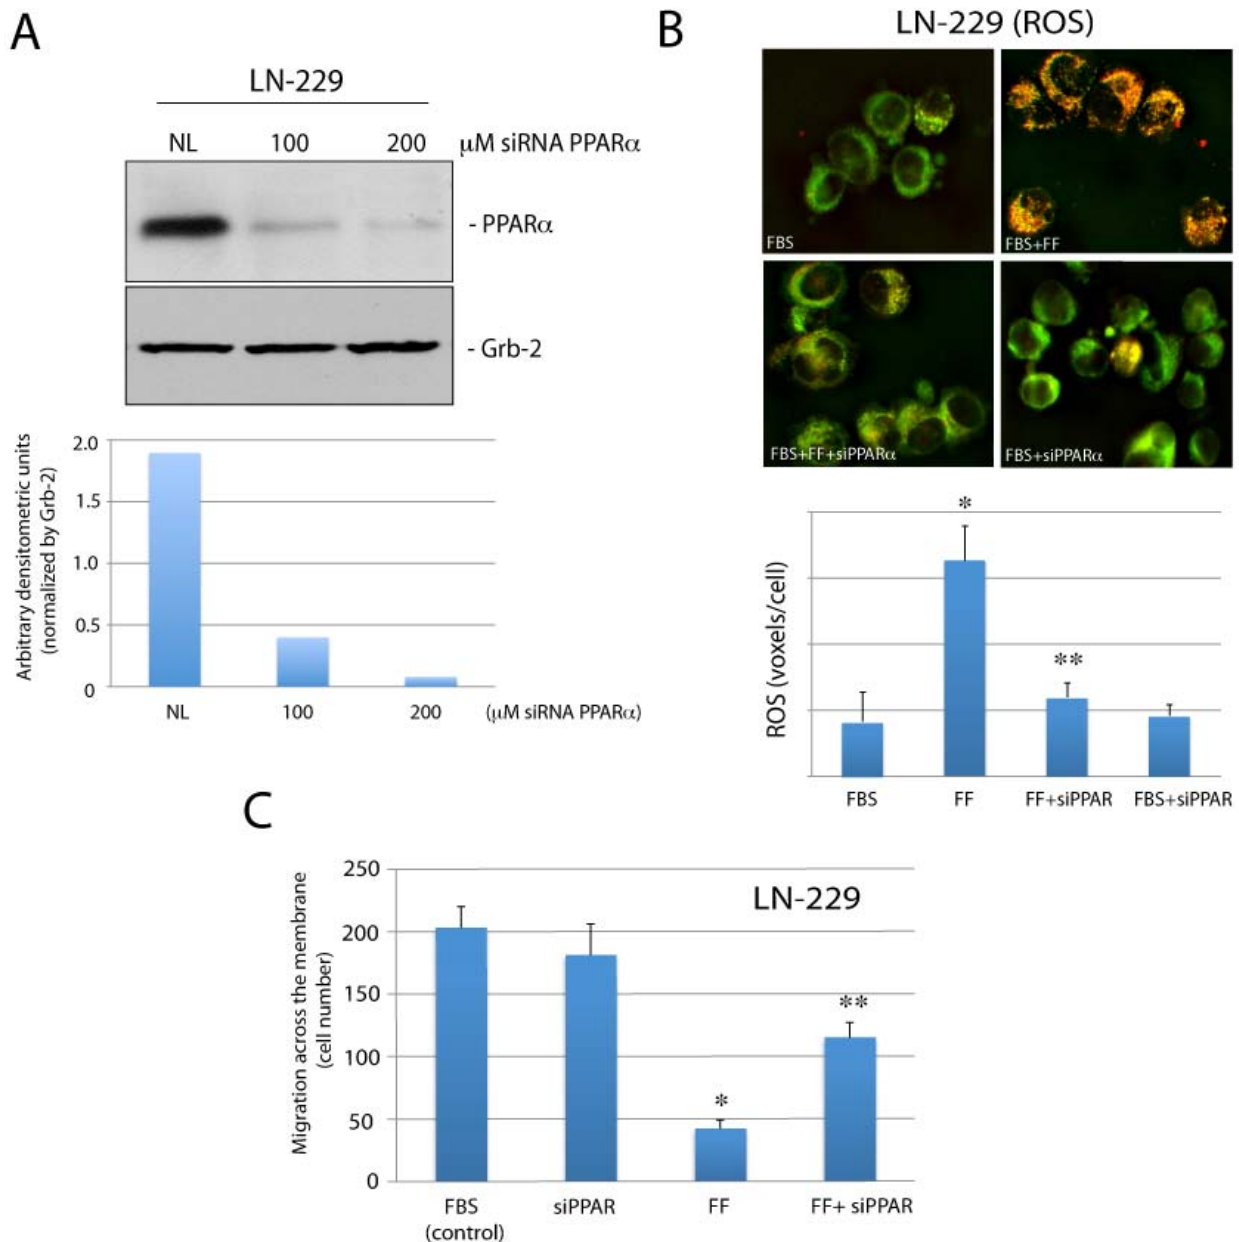 A
LN-229
NL 100 200 μM siRNA PPARα
- PPARα
- Grb-2
Arbitrary densitometric units
(normalized by Grb-2)
2.0
1.5
1.0
0.5
0
NL 100 200 (μM siRNA PPARα)
B
LN-229 (ROS)
FBS
FBS+FF
FBS+FF+siPPARα
FBS+siPPARα
ROS (voxels/cell)
*
**
FBS FF FF+siPPAR FBS+siPPAR
C
LN-229
Migration across the membrane
(cell number)
250
200
150
100
50
0
*
**
FBS siPPAR FF FF+ siPPAR
(control)